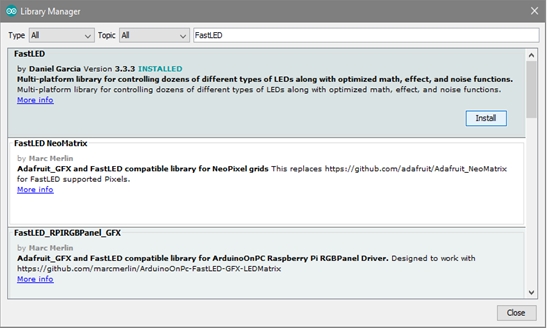 Library Manager
Type All Topic All FastLED
FastLED
by Daniel Garcia Version 3.3.3 INSTALLED
Multi-platform library for controlling dozens of different types of LEDs along with optimized math, effect, and noise functions.
Multi-platform library for controlling dozens of different types of LEDs along with optimized math, effect, and noise functions.
More info
Install
FastLED NeoMatrix
by Marc Merlin
Adafruit_GFX and FastLED compatible library for NeoPixel grids This replaces https://github.com/adafruit/Adafruit_NeoMatrix
for FastLED supported Pixels.
More info
FastLED_RPIRGBPanel_GFX
by Marc Merlin
Adafruit_GFX and FastLED compatible library for ArduinoOnPC Raspberry Pi RGBPanel Driver. Designed to work with
https://github.com/marcmerlin/ArduinoOnPc-FastLED-GFX-LEDMatrix
More info
Close